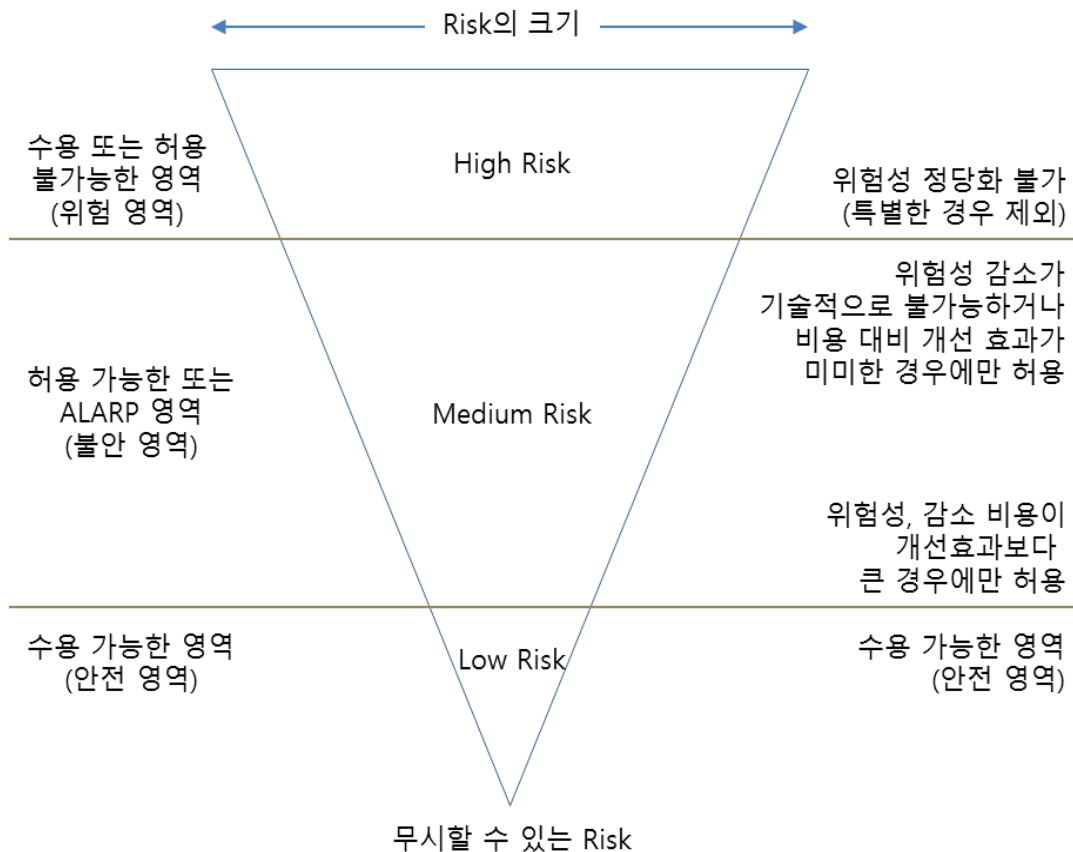 Risk의 크기
수용 또는 허용
불가능한 영역
(위험 영역)
High Risk
위험성 정당화 불가
(특별한 경우 제외)
허용 가능한 또는
ALARP 영역
(불안 영역)
Medium Risk
위험성 감소가
기술적으로 불가능하거나
비용 대비 개선 효과가
미미한 경우에만 허용
위험성, 감소 비용이
개선효과보다
큰 경우에만 허용
수용 가능한 영역
(안전 영역)
Low Risk
수용 가능한 영역
(안전 영역)
무시할 수 있는 Risk